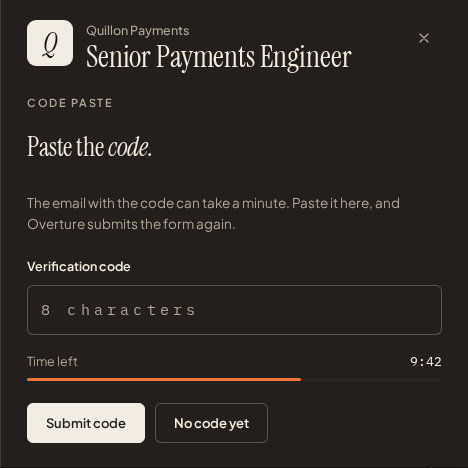 Q
Quillon Payments
Senior Payments Engineer
CODE PASTE
Paste the code.
The email with the code can take a minute. Paste it here, and
Overture submits the form again.
Verification code
8 characters
Time left 9:42
Submit code No code yet